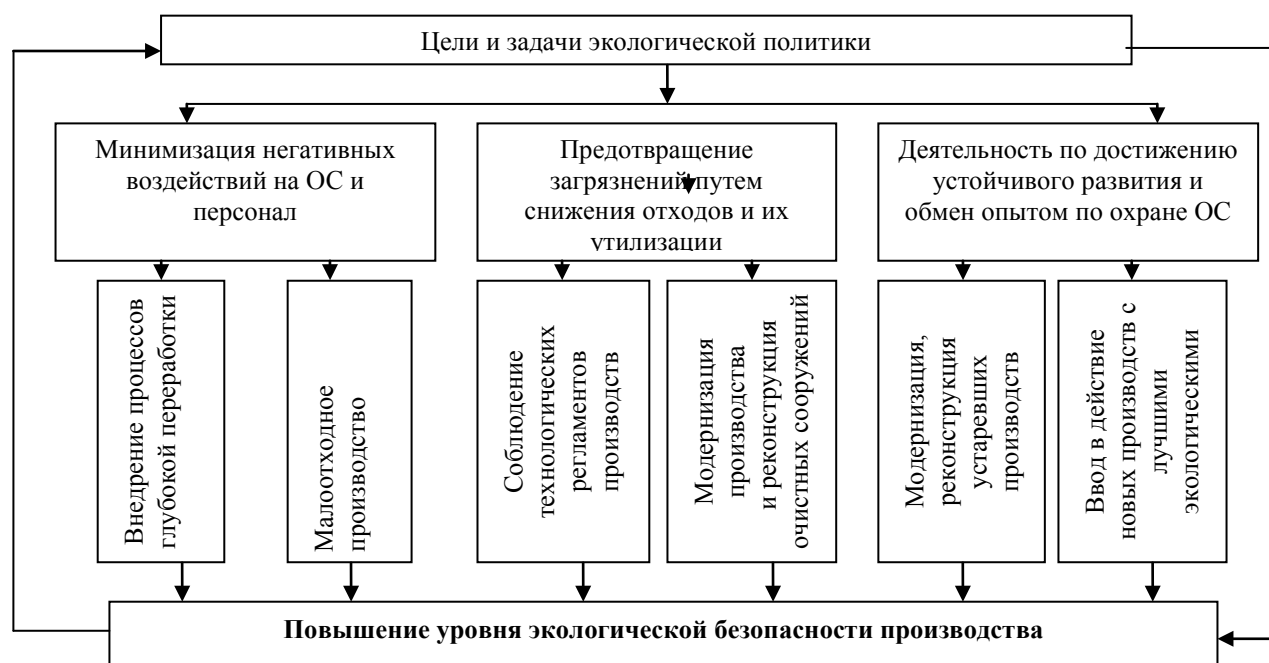 Цели и задачи экологической политики
Минимизация негативных
воздействий на ОС и
персонал
Предотвращение
загрязнений путем
снижения отходов и их
утилизации
Деятельность по достижению
устойчивого развития и
обмен опытом по охране ОС
Внедрение процессов
глубокой переработки
Малоотходное
производство
Соблюдение
технологических
регламентов
производств
Модернизация
производства
и реконструкция
очистных сооружений
Модернизация,
реконструкция
устаревших
производств
Ввод в действие
новых производств с
лучшими
экологическими
Повышение уровня экологической безопасности производства